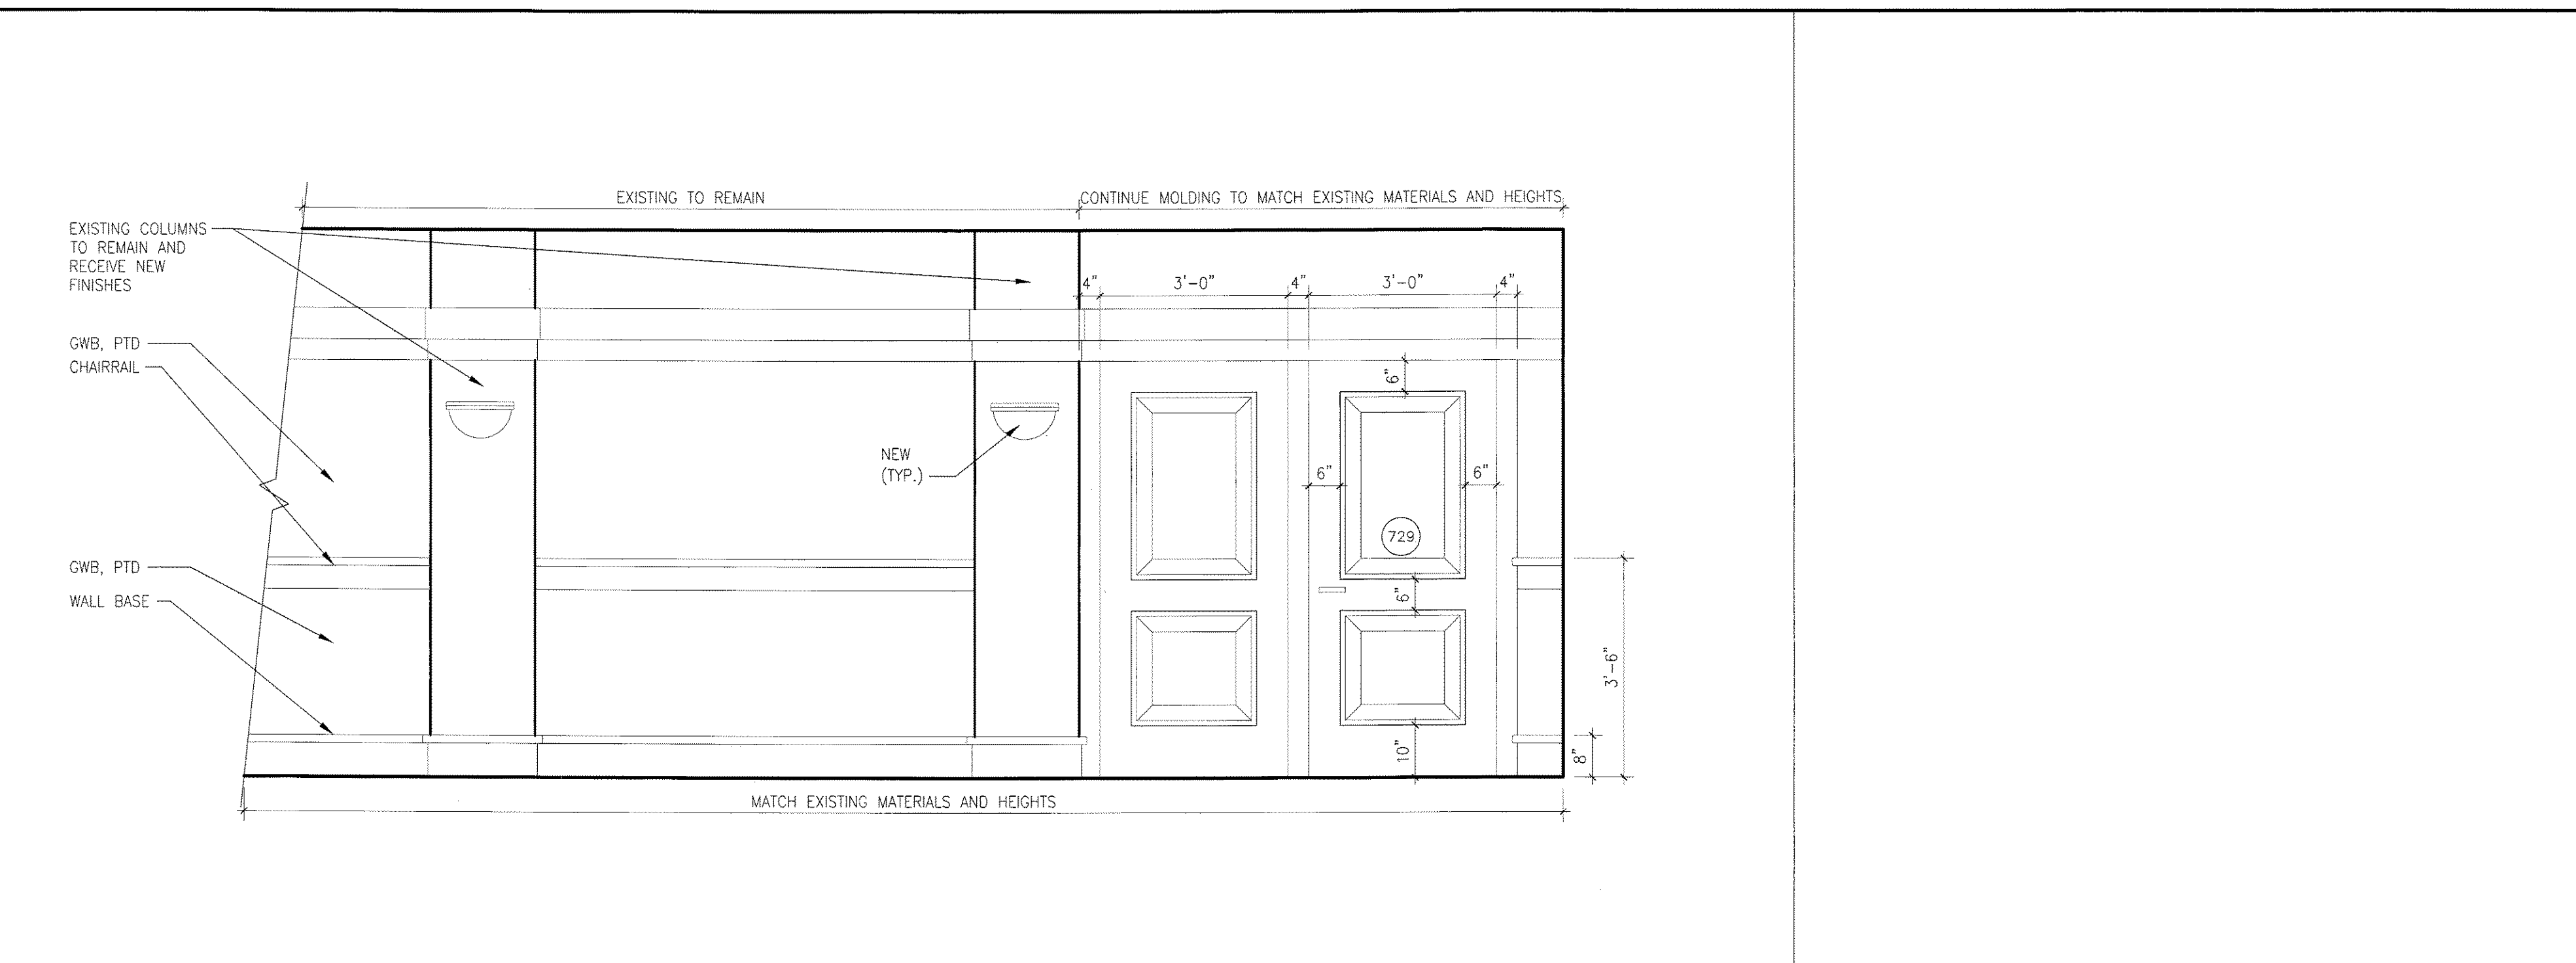 EXISTING TO REMAIN
CONTINUE MOLDING TO MATCH EXISTING MATERIALS AND HEIGHTS
EXISTING COLUMNS
TO REMAIN AND
RECEIVE NEW
FINISHES
4" 3'-0" 4" 3'-0" 4"
GWB, PTD
CHAIRRAIL
6"
NEW
(TYP.)
6" 6"
729
GWB, PTD
WALL BASE
6"
3'-6"
10"
8"
MATCH EXISTING MATERIALS AND HEIGHTS